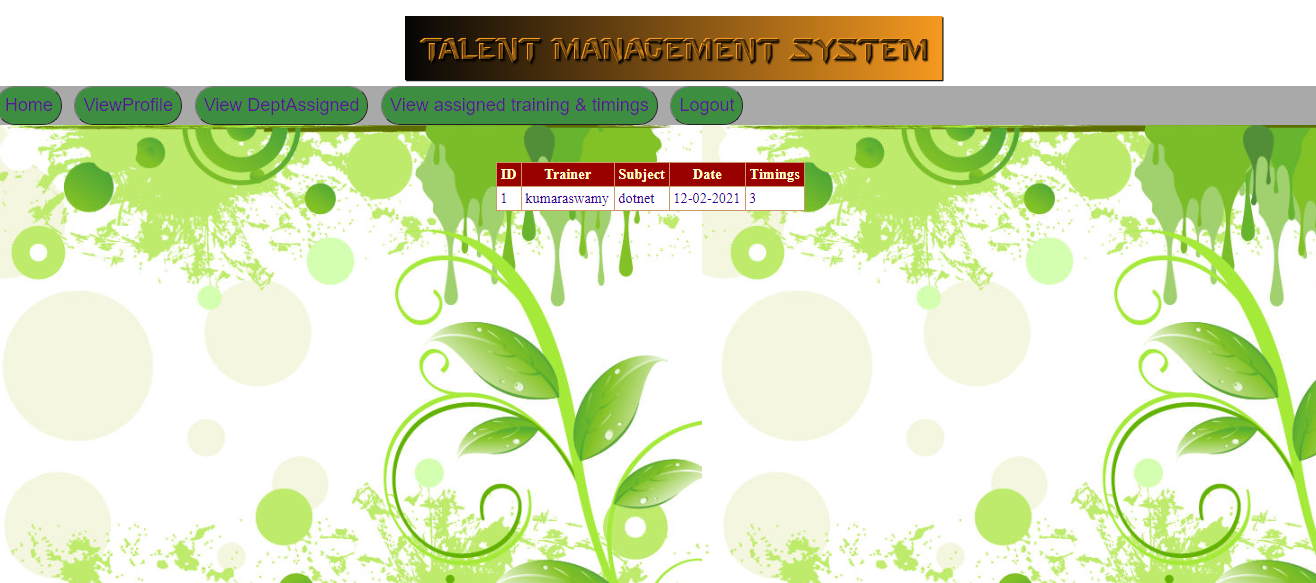 TALENT MANAGEMENT SYSTEM
Home ViewProfile View DeptAssigned View assigned training & timings Logout
ID Trainer Subject Date Timings
1 kumaraswamy dotnet 12-02-2021 3